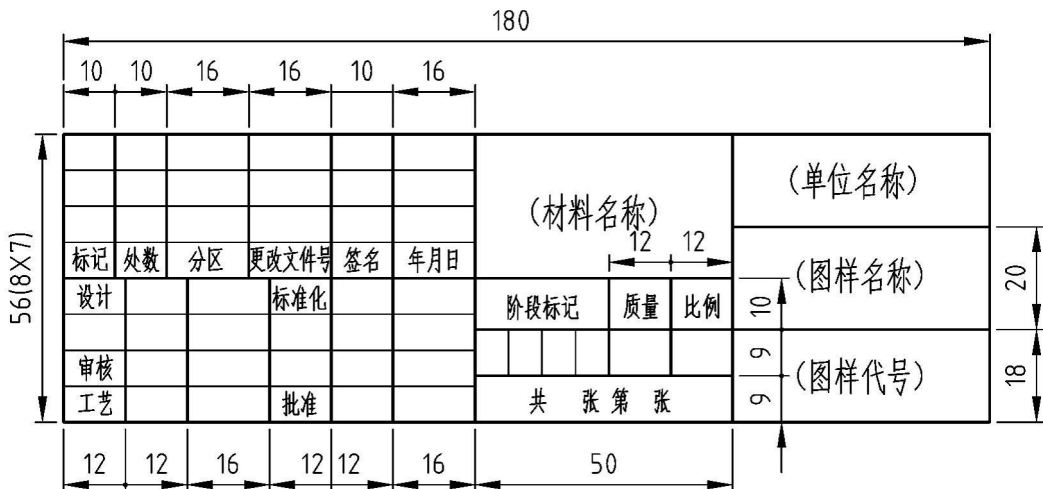 180
10 10 16 16 10 16
56(8X7)
(材料名称)
(单位名称)
12 12
标记 处数 分区 更改文件号 签名 年月日
(图样名称)
20
设计 标准化
阶段标记 质量 比例
10
审核
9
(图样代号)
18
工艺 批准
共 张 第 张
9
12 12 16 12 12 16 50